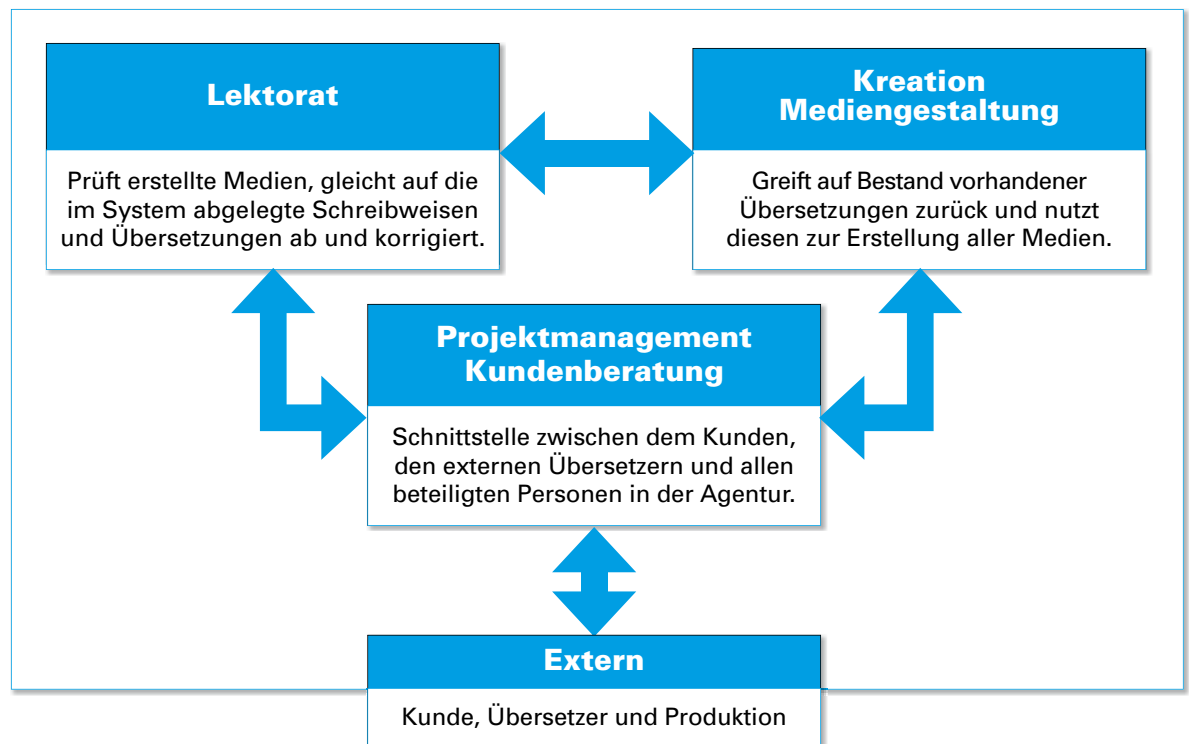 Lektorat
Prüft erstellte Medien, gleicht auf die
im System abgelegte Schreibweisen
und Übersetzungen ab und korrigiert.
Kreation
Mediengestaltung
Greift auf Bestand vorhandener
Übersetzungen zurück und nutzt
diesen zur Erstellung aller Medien.
Projektmanagement
Kundenberatung
Schnittstelle zwischen dem Kunden,
den externen Übersetzern und allen
beteiligten Personen in der Agentur.
Extern
Kunde, Übersetzer und Produktion